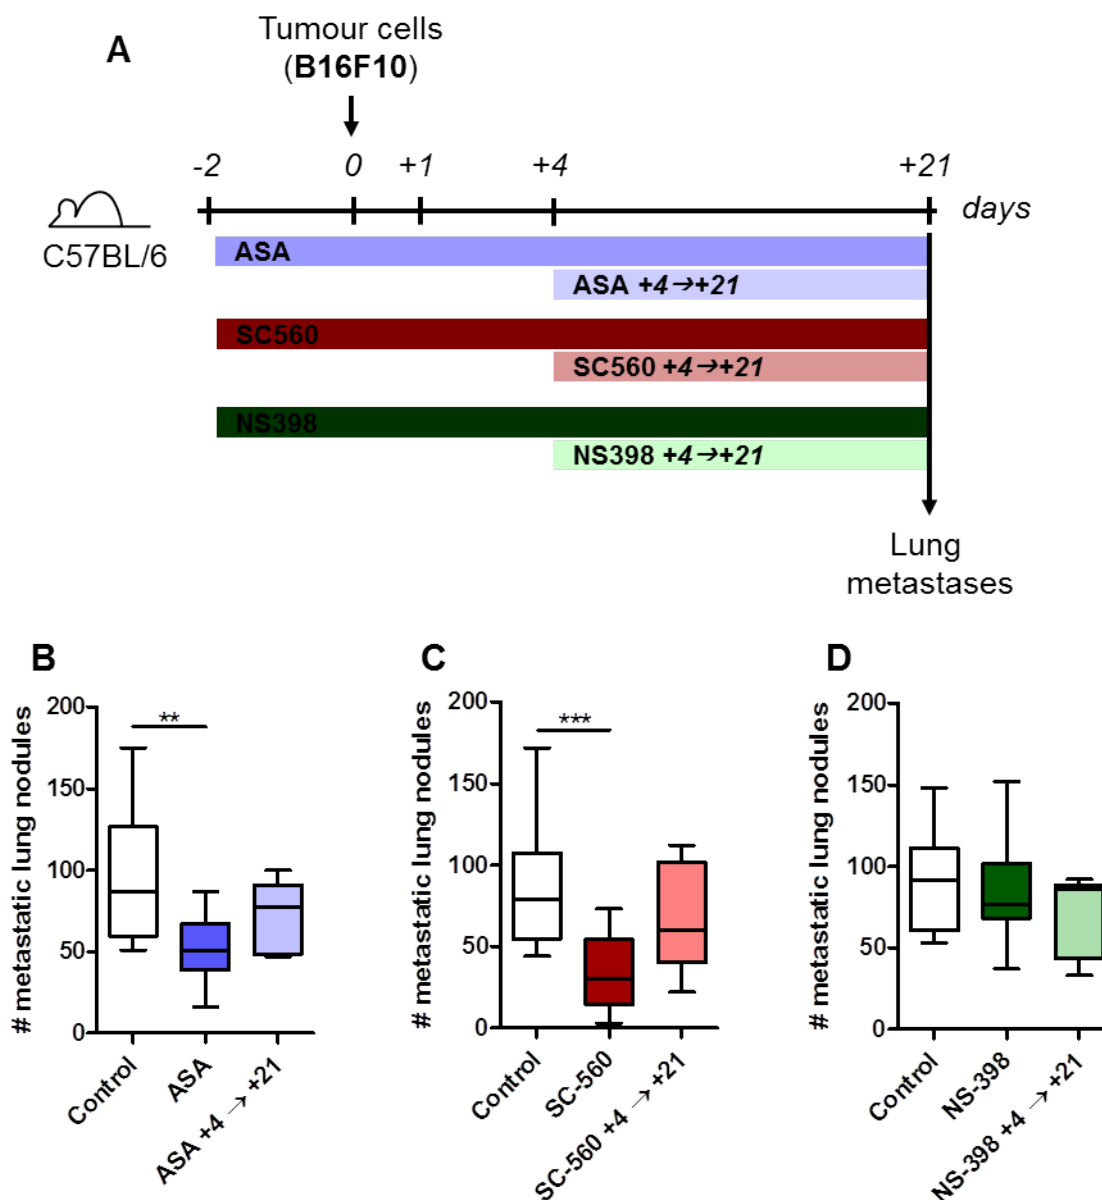 A
Tumour cells
(B16F10)
-2 0 +1 +4 +21
days
C57BL/6
ASA
ASA +4→+21
SC560
SC560 +4→+21
NS398
NS398 +4→+21
Lung
metastases
B
# metastatic lung nodules
200
150
100
50
0
**
Control
ASA
ASA +4 → +21
C
# metastatic lung nodules
200
150
100
50
0
***
Control
SC-560
SC-560 +4 → +21
D
# metastatic lung nodules
200
150
100
50
0
Control
NS-398
NS-398 +4 → +21